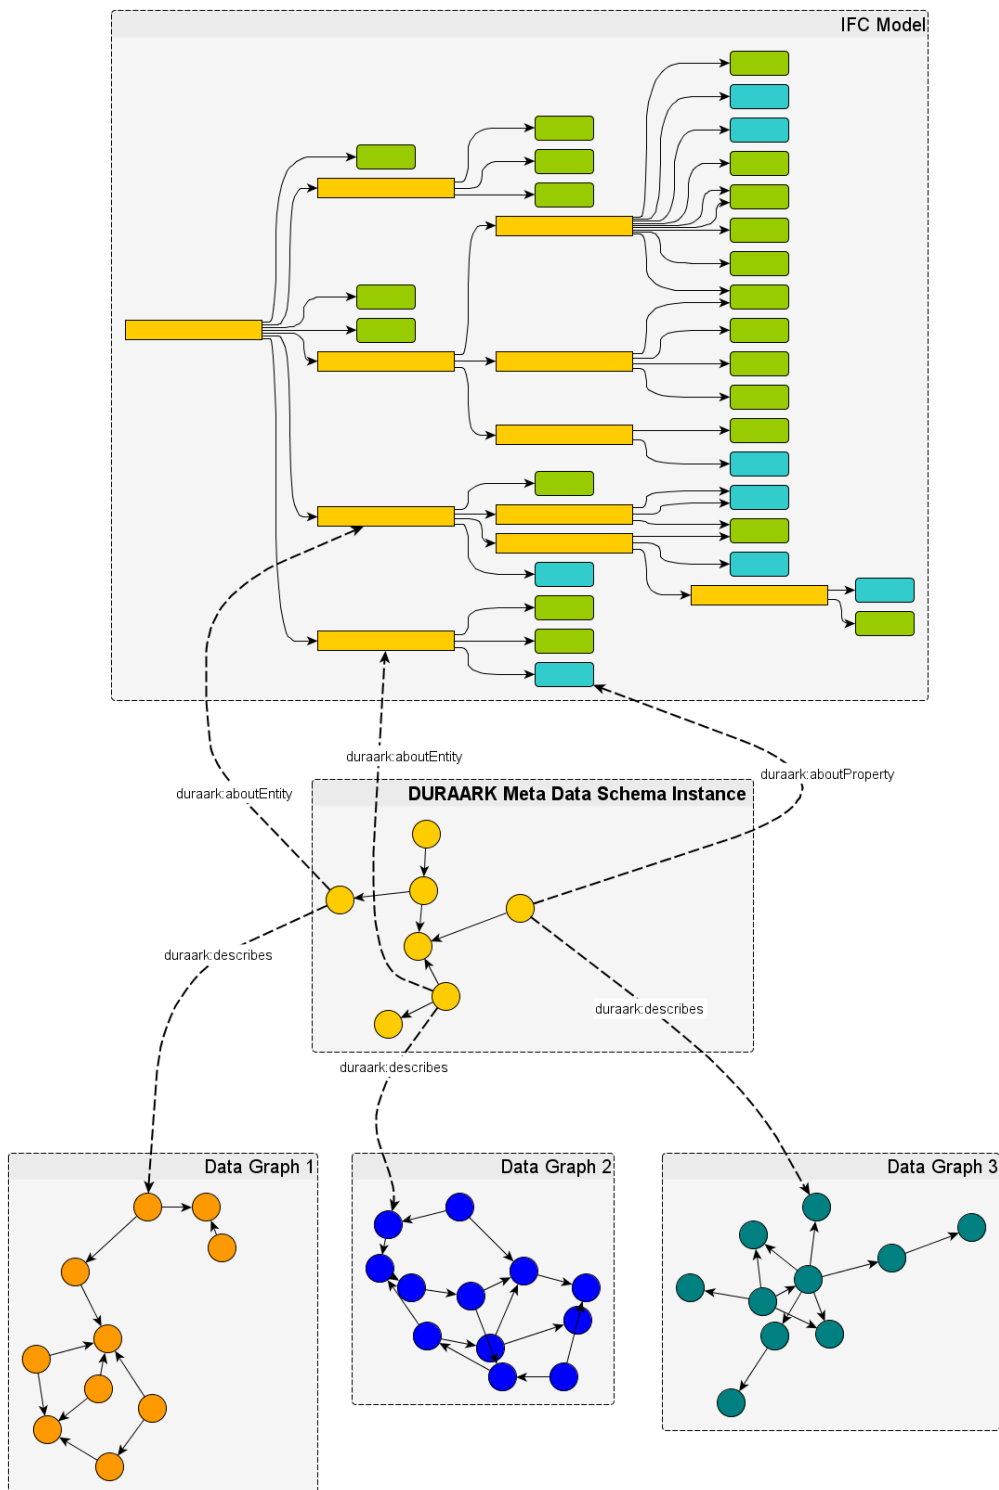 IFC Model
duraark:aboutEntity
duraark:aboutProperty
duraark:aboutEntity
DURAARK Meta Data Schema Instance
duraark:describes
duraark:describes
duraark:describes
Data Graph 1
Data Graph 2
Data Graph 3